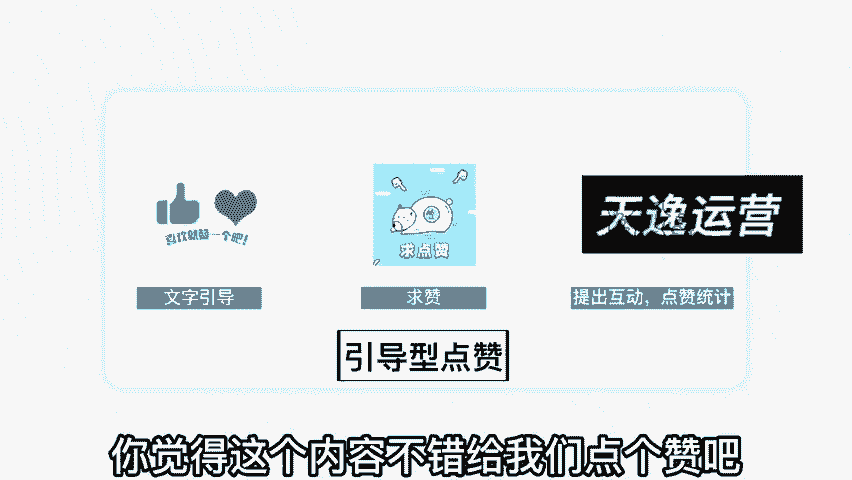 天逸运营
喜欢就赞一个吧!
求点赞
文字引导
求赞
提出互动，点赞统计
引导型点赞
你觉得这个内容不错给我们点个赞吧